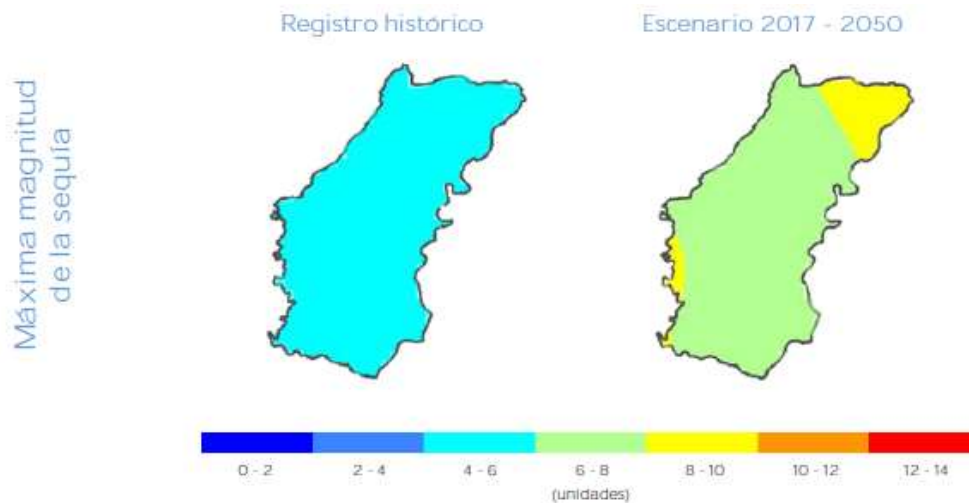 Registro histórico
Escenario 2017 - 2050
Máxima magnitud
de la sequía
0 - 2
2 - 4
4 - 6
6 - 8
8 - 10
10 - 12
12 - 14
(unidades)